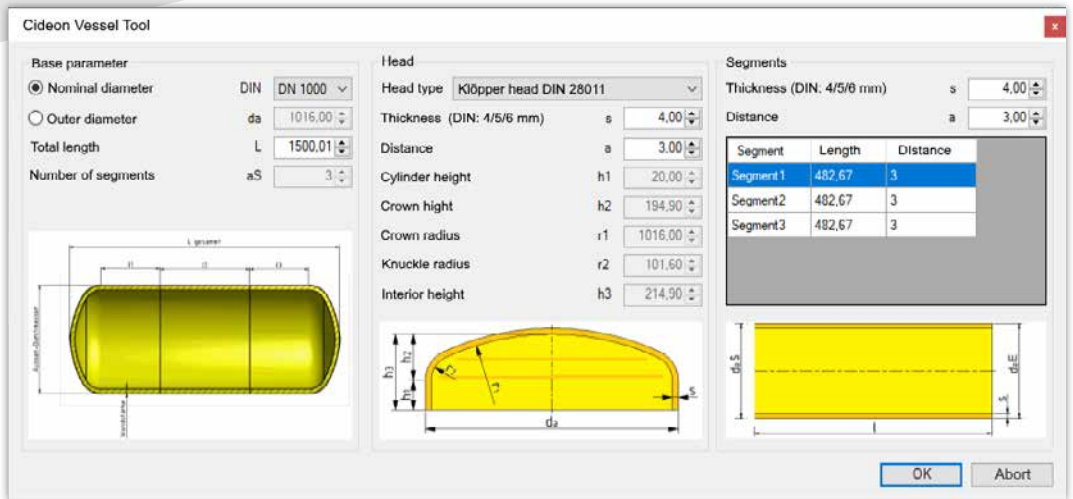 Cideon Vessel Tool
x
Base parameter
Nominal diameter DIN DN 1000
Outer diameter da 1016,00
Total length L 1500,01
Number of segments aS 3
L gesamt
l1 l2 l3
Head
Head type Klöpper head DIN 28011
Thickness (DIN: 4/5/6 mm) s 4,00
Distance a 3.00
Cylinder height h1 20,00
Crown hight h2 194,90
Crown radius r1 1016,00
Knuckle radius r2 101,60
Interior height h3 214,90
h3 h2 h1 r2 r1 s
da
Segments
Thickness (DIN: 4/5/6 mm) s 4,00
Distance a 3,00
Segment Length Distance
Segment1 482,67 3
Segment2 482,67 3
Segment3 482,67 3
daS daE
s
l
OK Abort